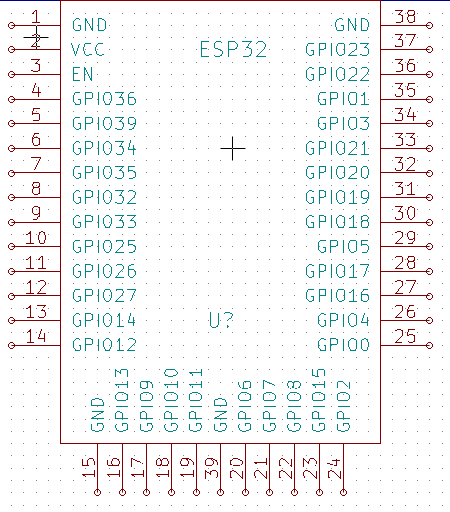 1 GND GND 38
2 VCC ESP32 GPIO23 37
3 EN GPIO22 36
4 GPIO36 GPIO1 35
5 GPIO39 GPIO3 34
6 GPIO34 GPIO21 33
7 GPIO35 GPIO20 32
8 GPIO32 GPIO19 31
9 GPIO33 GPIO18 30
10 GPIO25 GPIO5 29
11 GPIO26 GPIO17 28
12 GPIO27 GPIO16 27
13 GPIO14 U? GPIO4 26
14 GPIO12 GPIO0 25
GND GPIO13 GPIO9 GPIO10 GPIO11 GND GPIO6 GPIO7 GPIO8 GPIO15 GPIO2
15 16 17 18 19 39 20 21 22 23 24